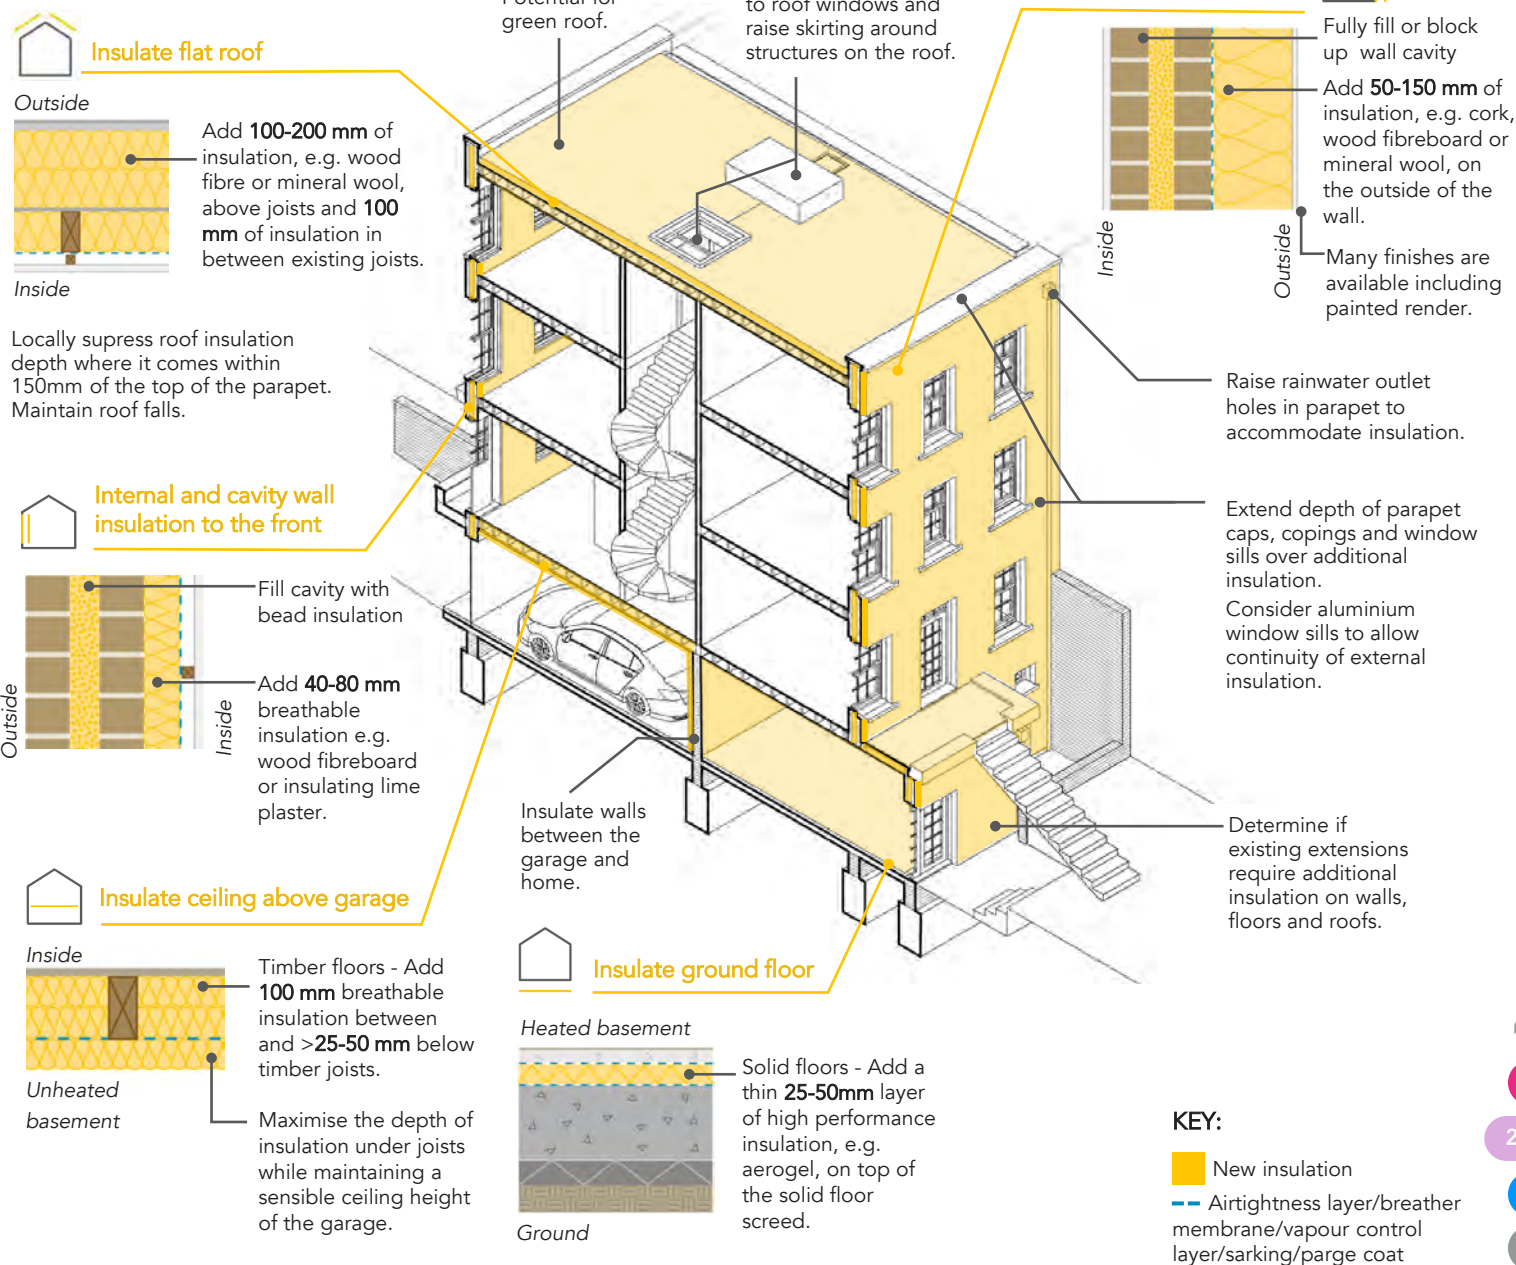 Insulate flat roof
Outside
Add 100-200 mm of
insulation, e.g. wood
fibre or mineral wool,
above joists and 100
mm of insulation in
between existing joists.
Inside
Locally supress roof insulation
depth where it comes within
150mm of the top of the parapet.
Maintain roof falls.
Potential for
green roof.
to roof windows and
raise skirting around
structures on the roof.
Fully fill or block
up wall cavity
Add 50-150 mm of
insulation, e.g. cork,
wood fibreboard or
mineral wool, on
the outside of the
wall.
Inside
Outside
Many finishes are
available including
painted render.
Raise rainwater outlet
holes in parapet to
accommodate insulation.
Extend depth of parapet
caps, copings and window
sills over additional
insulation.
Consider aluminium
window sills to allow
continuity of external
insulation.
Internal and cavity wall
insulation to the front
Fill cavity with
bead insulation
Add 40-80 mm
breathable
insulation e.g.
wood fibreboard
or insulating lime
plaster.
Outside
Inside
Insulate walls
between the
garage and
home.
Determine if
existing extensions
require additional
insulation on walls,
floors and roofs.
Insulate ceiling above garage
Inside
Timber floors - Add
100 mm breathable
insulation between
and >25-50 mm below
timber joists.
Unheated
basement
Maximise the depth of
insulation under joists
while maintaining a
sensible ceiling height
of the garage.
Insulate ground floor
Heated basement
Solid floors - Add a
thin 25-50mm layer
of high performance
insulation, e.g.
aerogel, on top of
the solid floor
screed.
Ground
KEY:
New insulation
Airtightness layer/breather
membrane/vapour control
layer/sarking/parge coat
2